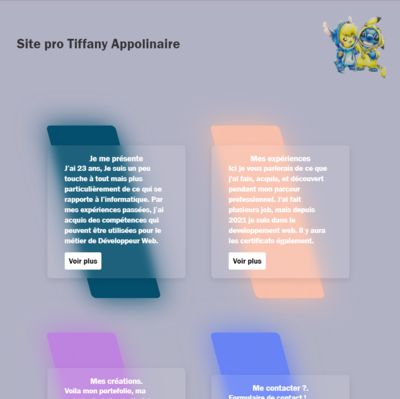 Site pro Tiffany Appolinaire
Je me présente
J'ai 23 ans, Je suis un peu
touche à tout mais plus
particulièrement de ce qui se
rapporte à l'informatique. Par
mes expériences passées, j'ai
acquis des compétences qui
peuvent être utilisées pour le
métier de Développeur Web.
Voir plus
Mes expériences
Ici je vous parlerais de ce que
j'ai fais, acquis, et découvert
pendant mon parcour
professionnel. J'ai fait
plusieurs job, mais depuis
2021 je suis dans le
developpement web. Il y aura
les certificats également.
Voir plus
Mes créations.
Voila mon portefolio, ma
Me contacter ?.
Formulaire de contact !